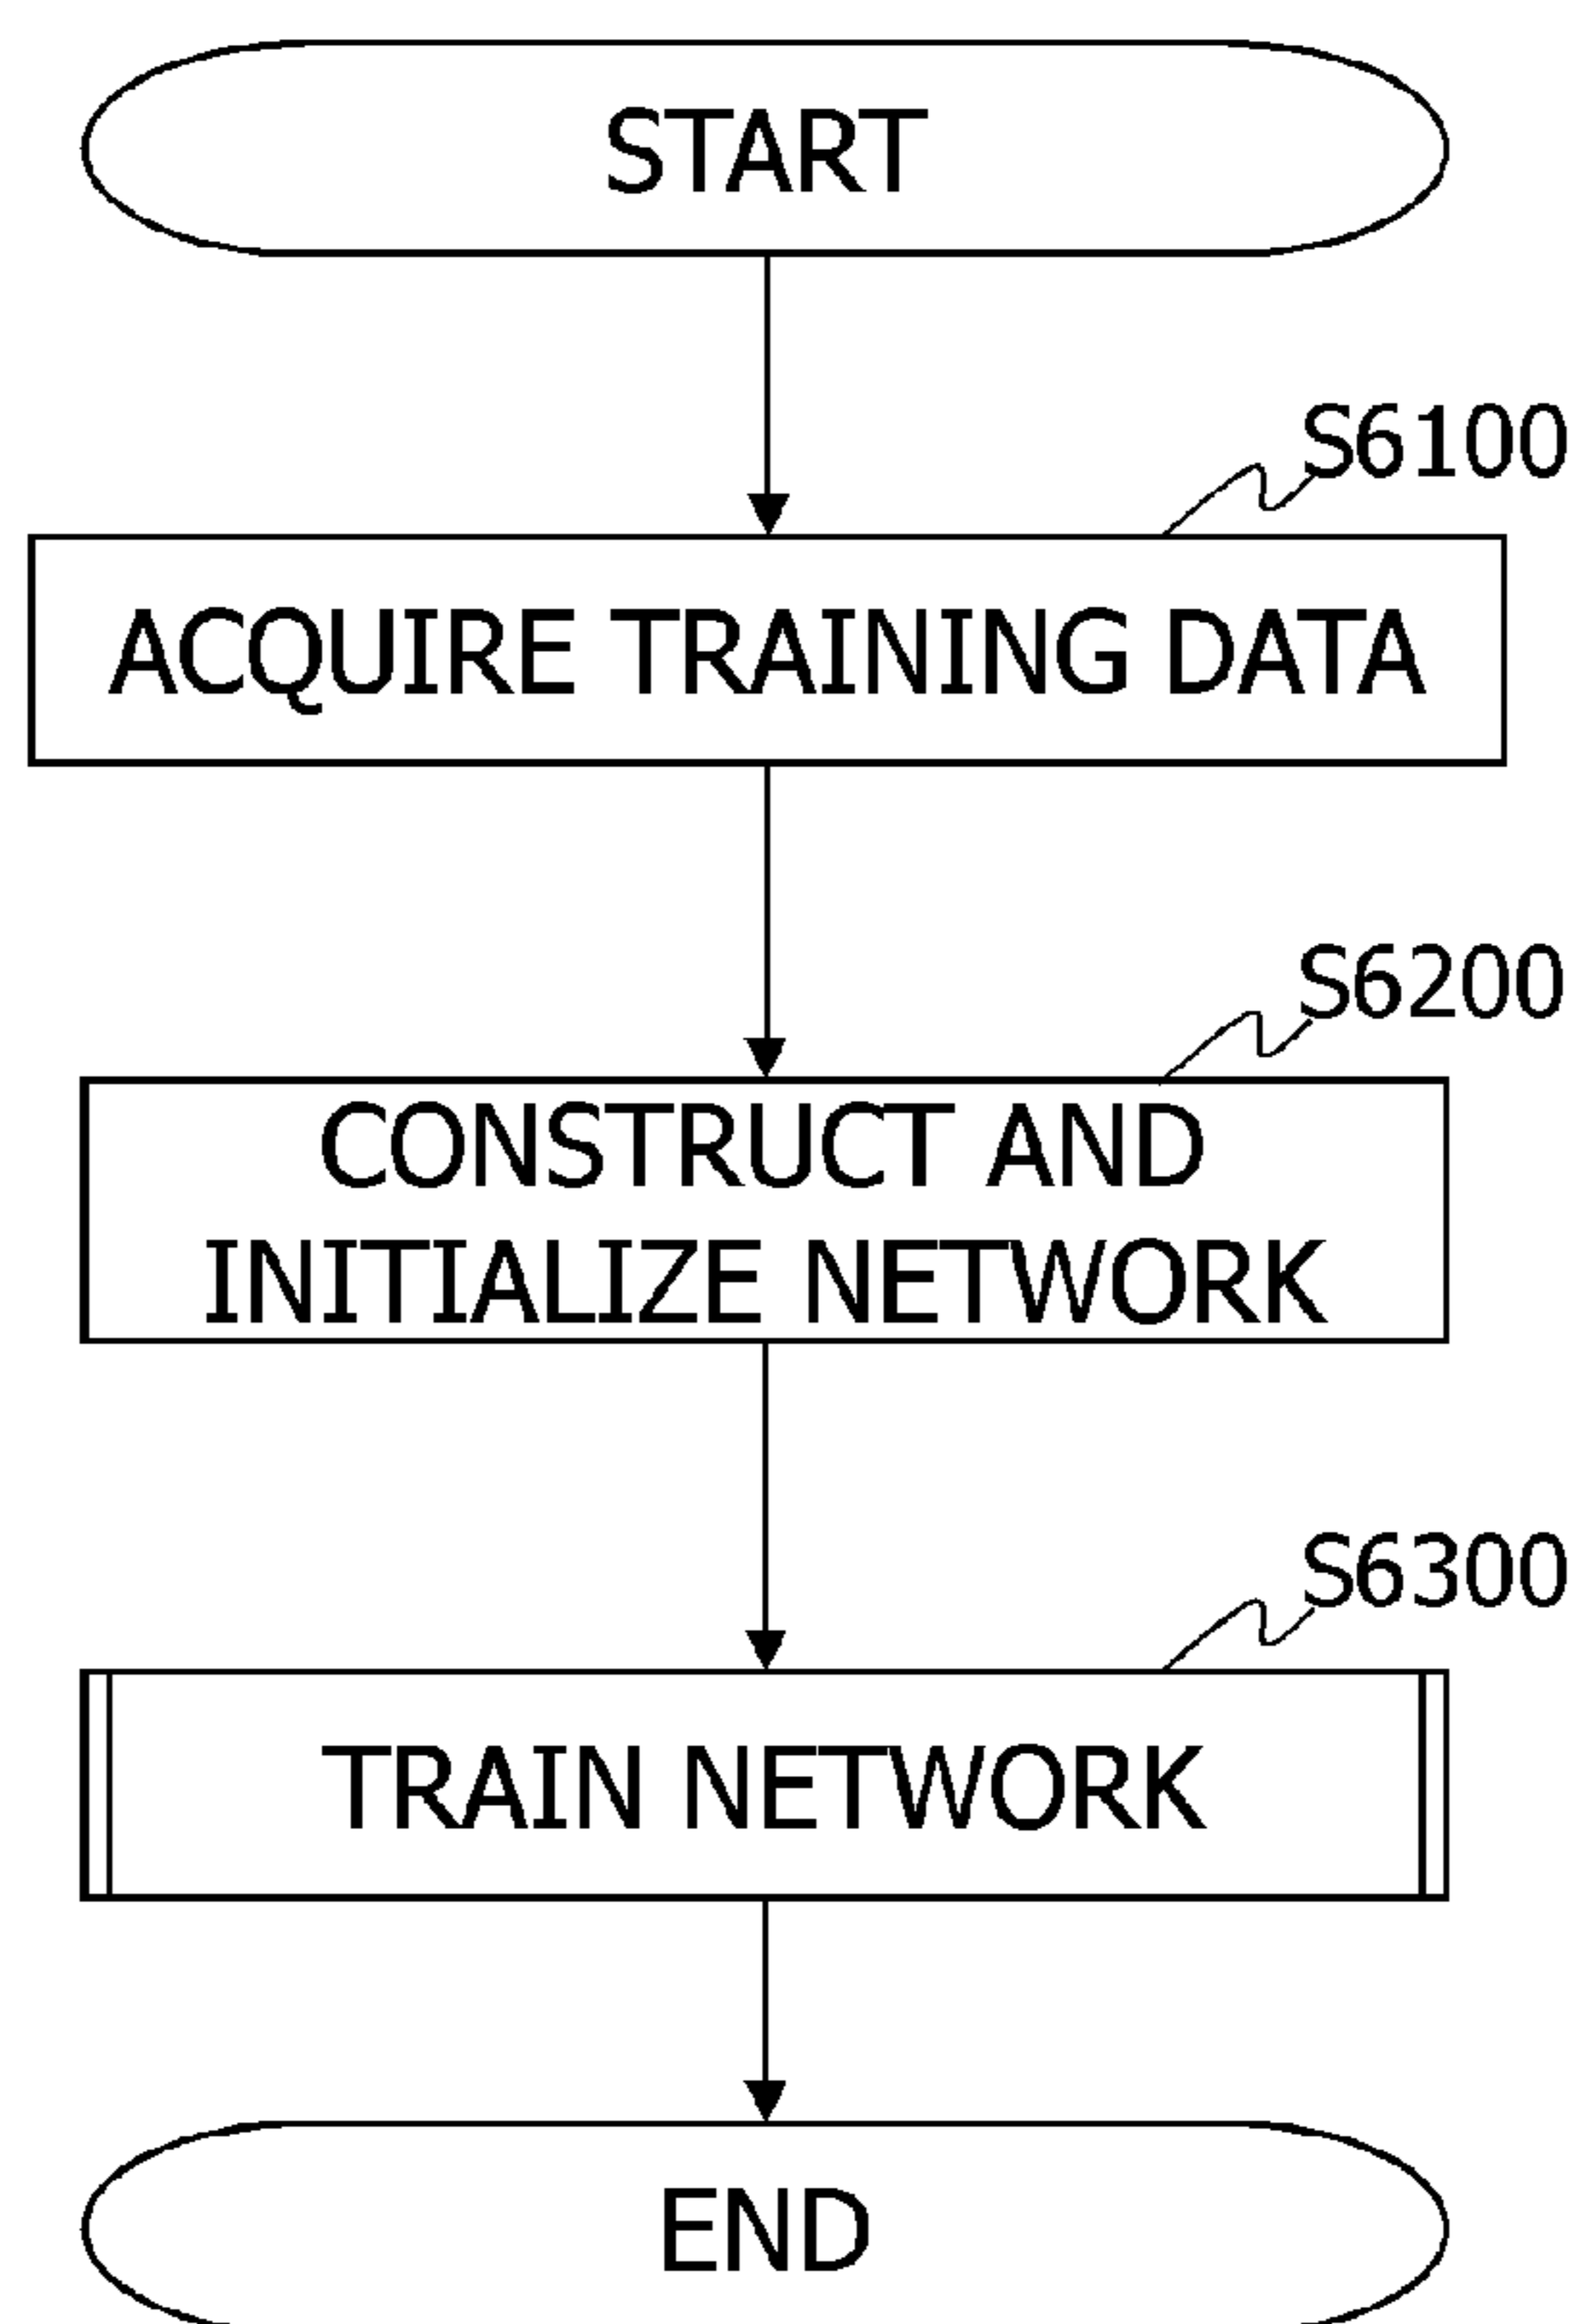 START
S6100
ACQUIRE TRAINING DATA
S6200
CONSTRUCT AND
INITIALIZE NETWORK
S6300
TRAIN NETWORK
END